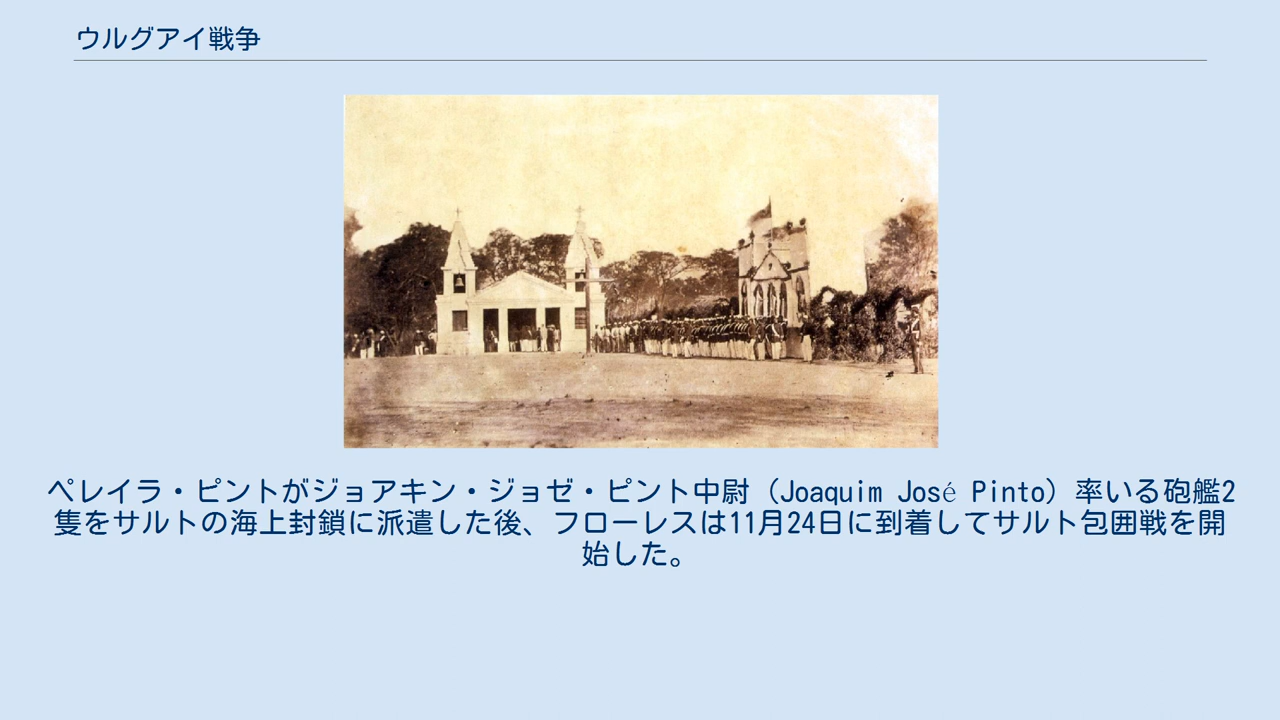 ウルグアイ戦争
ペレイラ・ピントがジョアキン・ジョゼ・ピント中尉（Joaquim José Pinto）率いる砲艦2
隻をサルトの海上封鎖に派遣した後、フローレスは11月24日に到着してサルト包囲戦を開
始した。